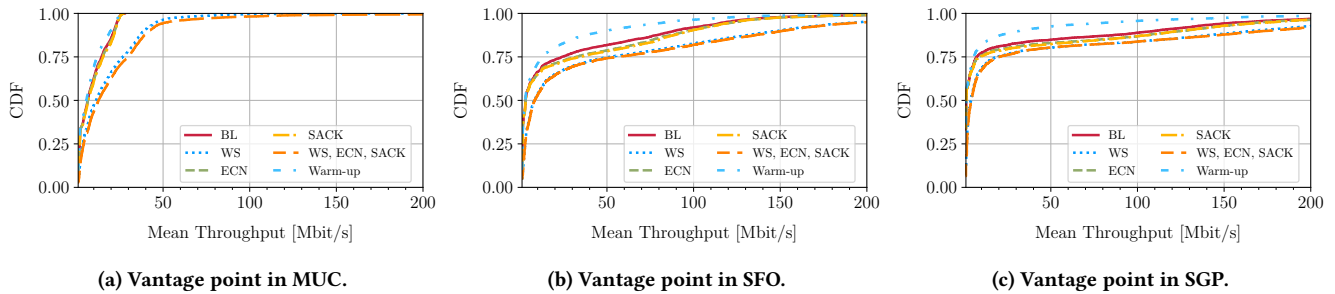 1.00
0.75
0.50
0.25
0.00
CDF
BL
WS
ECN
SACK
WS, ECN, SACK
Warm-up
50
100
150
200
Mean Throughput [Mbit/s]
(a) Vantage point in MUC.
1.00
0.75
0.50
0.25
0.00
CDF
BL
WS
ECN
SACK
WS, ECN, SACK
Warm-up
50
100
150
200
Mean Throughput [Mbit/s]
(b) Vantage point in SFO.
1.00
0.75
0.50
0.25
0.00
CDF
BL
WS
ECN
SACK
WS, ECN, SACK
Warm-up
50
100
150
200
Mean Throughput [Mbit/s]
(c) Vantage point in SGP.